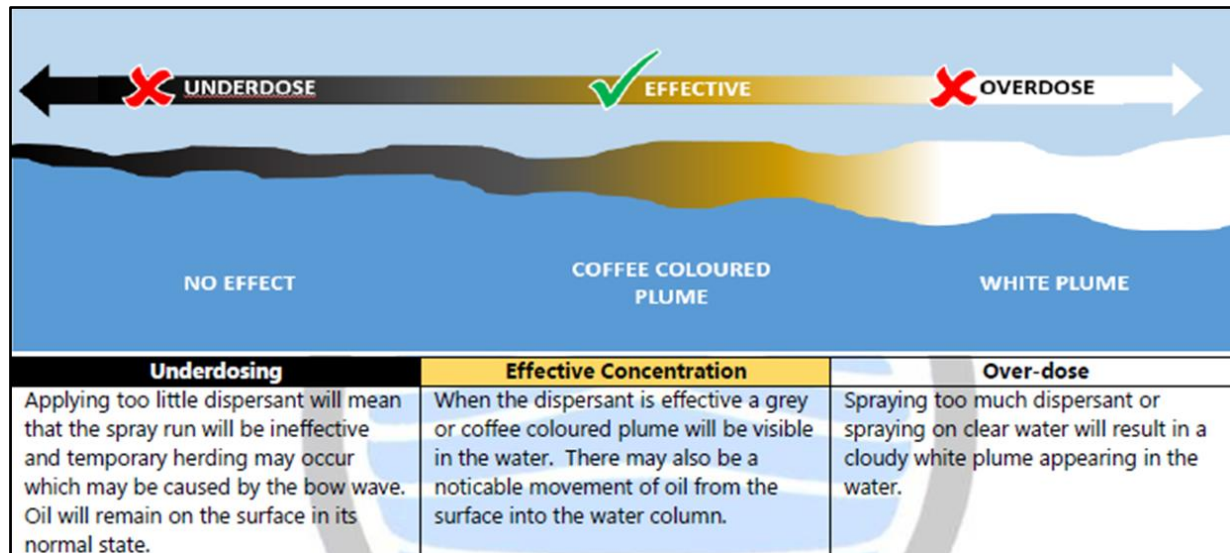 UNDERDOSE
EFFECTIVE
OVERDOSE
NO EFFECT
COFFEE COLOURED
PLUME
WHITE PLUME
Underdosing
Effective Concentration
Over-dose
Applying too little dispersant will mean
that the spray run will be ineffective
and temporary herding may occur
which may be caused by the bow wave.
Oil will remain on the surface in its
normal state.
When the dispersant is effective a grey
or coffee coloured plume will be visible
in the water.  There may also be a
noticable movement of oil from the
surface into the water column.
Spraying too much dispersant or
spraying on clear water will result in a
cloudy white plume appearing in the
water.